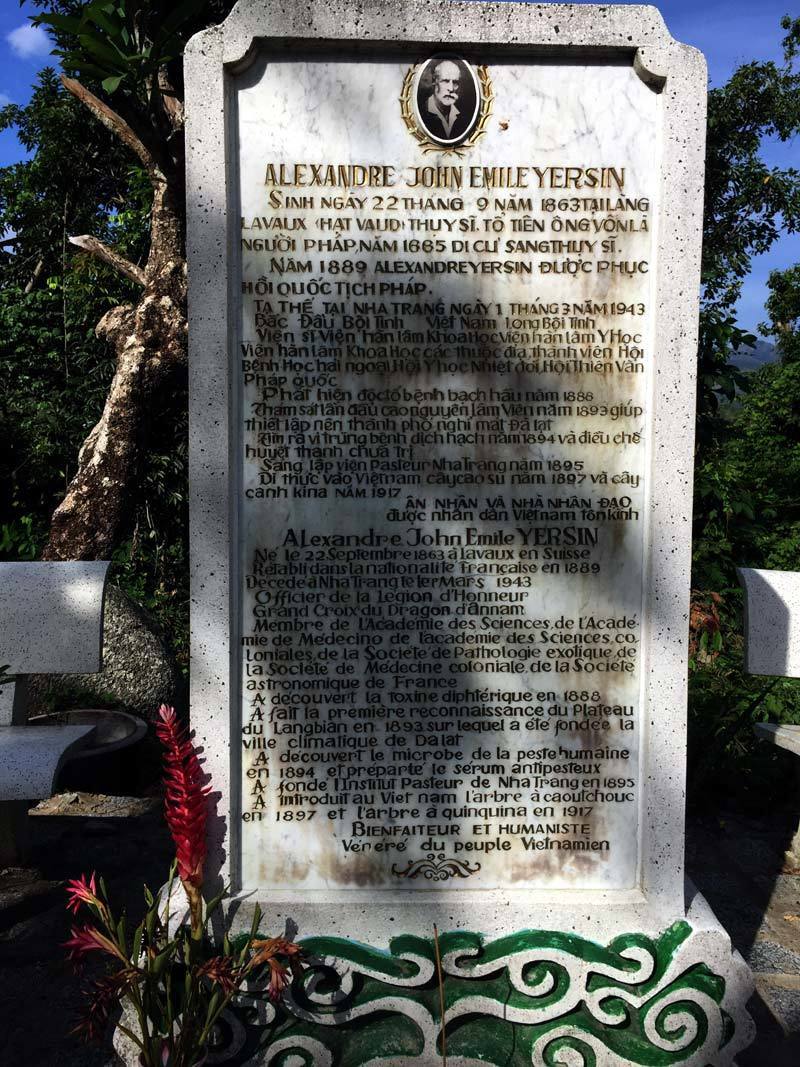 ALEXANDRE JOHN EMILE YERSIN
SINH NGÀY 22 THÁNG 9 NĂM 1863 TẠI LÀNG
LAVAUX (HẠT VAUD) THUỴ SĨ. TỔ TIÊN ÔNG VỐN LÀ
NGƯỜI PHÁP, NĂM 1685 DI CƯ SANG THUỴ SĨ.
NĂM 1889 ALEXANDRE YERSIN ĐƯỢC PHỤC
HỒI QUỐC TỊCH PHÁP.
TẠ THẾ TẠI NHA TRANG NGÀY 1 THÁNG 3 NĂM 1943
Bắc Đẩu Bội Tinh Việt Nam Long Bội Tinh
Viện sĩ Viện hàn lâm Khoa Học, Viện hàn lâm Y Học
Viện hàn lâm Khoa Học các thuộc địa, thành viên Hội
Bệnh Học hải ngoại Hội Y học Nhiệt đới, Hội Thiên Văn
Pháp quốc
Phát hiện độc tố bệnh bạch hầu năm 1888
Thám sát lần đầu cao nguyên Lâm Viên năm 1893 giúp
thiết lập nên thành phố nghỉ mát Đà lạt
Tìm ra vi trùng bệnh dịch hạch năm 1894 và điều chế
huyết thanh chữa trị
Sáng lập viện Pasteur Nha Trang năm 1895
Di thực vào Việt nam cây cao su năm 1897 và cây
canh kina NĂM 1917
ÂN NHÂN VÀ NHÀ NHÂN ĐẠO
được nhân dân Việt nam tôn kính
ALexandre John Emile YERSIN
Né le 22 Septembre 1863 à Lavaux en Suisse
Rétabli dans la nationalité française en 1889
Décédé à Nha Trang le 1er Mars 1943
Officier de la Légion d'Honneur
Grand Croix du Dragon d'Annam
Membre de l'Académie des Sciences, de l'Acadé-
mie de Médecino de l'académie des Sciences, co-
loniales, de la Société de Pathologie exotique, de
la Société de Médecine coloniale, de la Société
astronomique de France
A découvert la toxine diphtérique en 1888
A fait la première reconnaissance du Plateau
du Langbian en 1893 sur lequel a été fondée la
ville climatique de Dalat
A découvert le microbe de la peste humaine
en 1894 et préparé le sérum antipesteux
A fondé l'Institut Pasteur de Nha Trang en 1895
A introduit au Viet nam l'arbre à caoutchouc
en 1897 et l'arbre à quinquina en 1917
BIENFAITEUR ET HUMANISTE
Vénéré du peuple Vietnamien